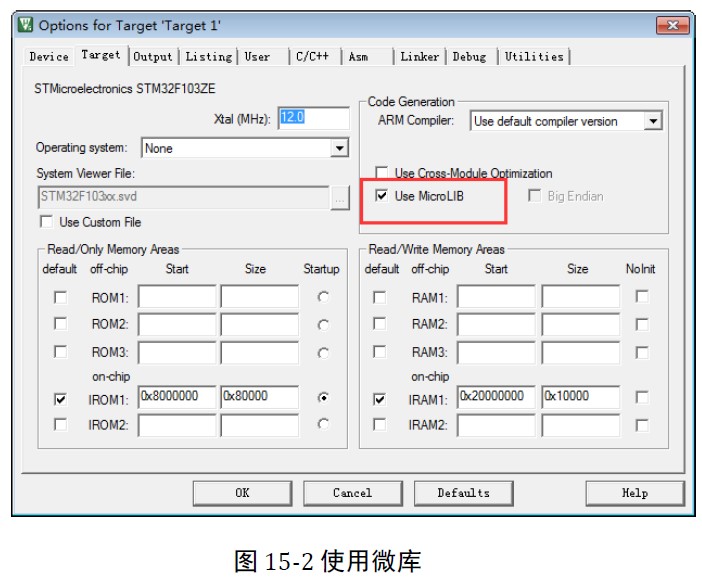 Options for Target 'Target 1'
Device Target Output Listing User C/C++ Asm Linker Debug Utilities
STMicroelectronics STM32F103ZE
Xtal (MHz): 12.0
Operating system: None
System Viewer File:
STM32F103xx.svd ...
Use Custom File
Code Generation
ARM Compiler: Use default compiler version
Use Cross-Module Optimization
Use MicroLIB Big Endian
Read/Only Memory Areas
default off-chip Start Size Startup
ROM1:
ROM2:
ROM3:
on-chip
IROM1: 0x8000000 0x80000
IROM2:
Read/Write Memory Areas
default off-chip Start Size NoInit
RAM1:
RAM2:
RAM3:
on-chip
IRAM1: 0x20000000 0x10000
IRAM2:
OK Cancel Defaults Help
图 15-2 使用微库